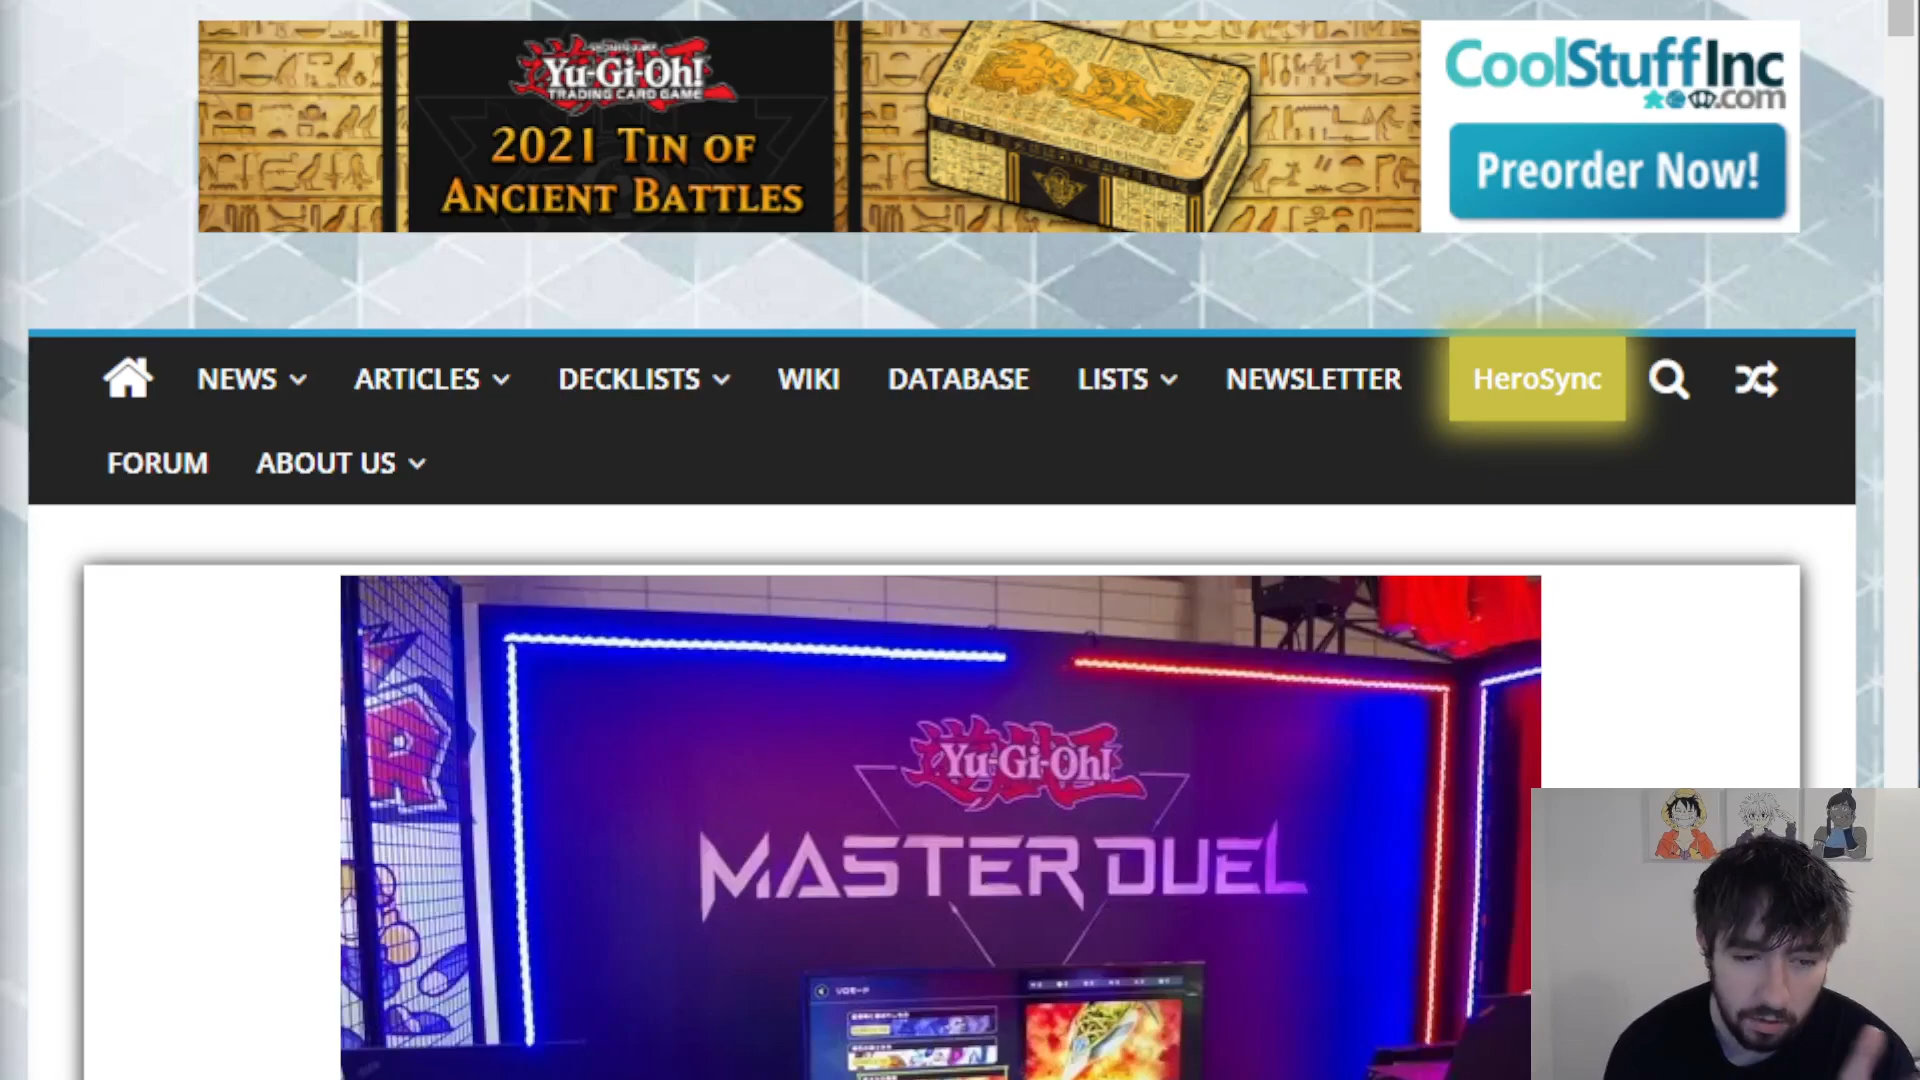 Yu-Gi-Oh!
TRADING CARD GAME
2021 TIN OF
ANCIENT BATTLES
CoolStuffInc
.com
Preorder Now!
NEWS
ARTICLES
DECKLISTS
WIKI
DATABASE
LISTS
NEWSLETTER
HeroSync
FORUM
ABOUT US
R
Yu-Gi-Oh!
MASTER DUEL